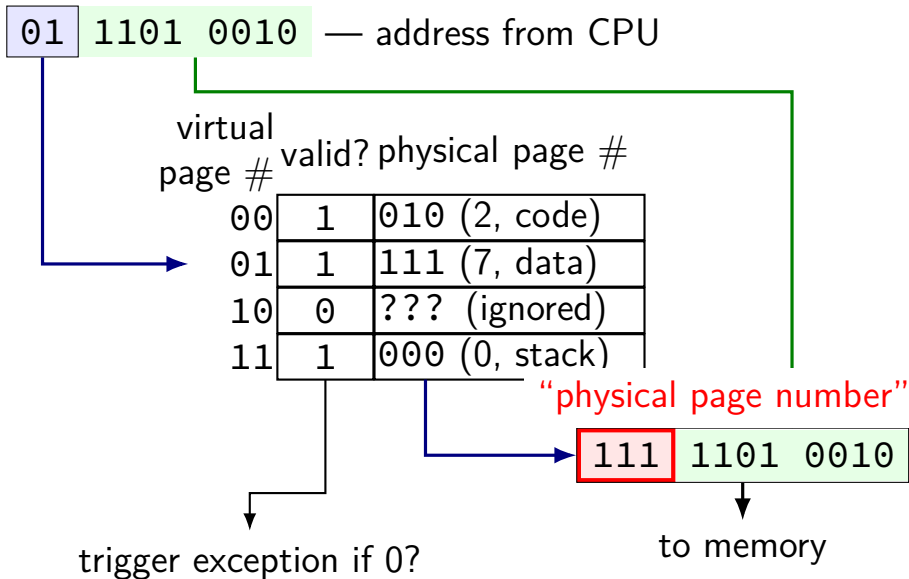 01 1101 0010 — address from CPU
virtual page # valid? physical page #
00 1 010 (2, code)
01 1 111 (7, data)
10 0 ??? (ignored)
11 1 000 (0, stack)
“physical page number”
111 1101 0010
to memory
trigger exception if 0?